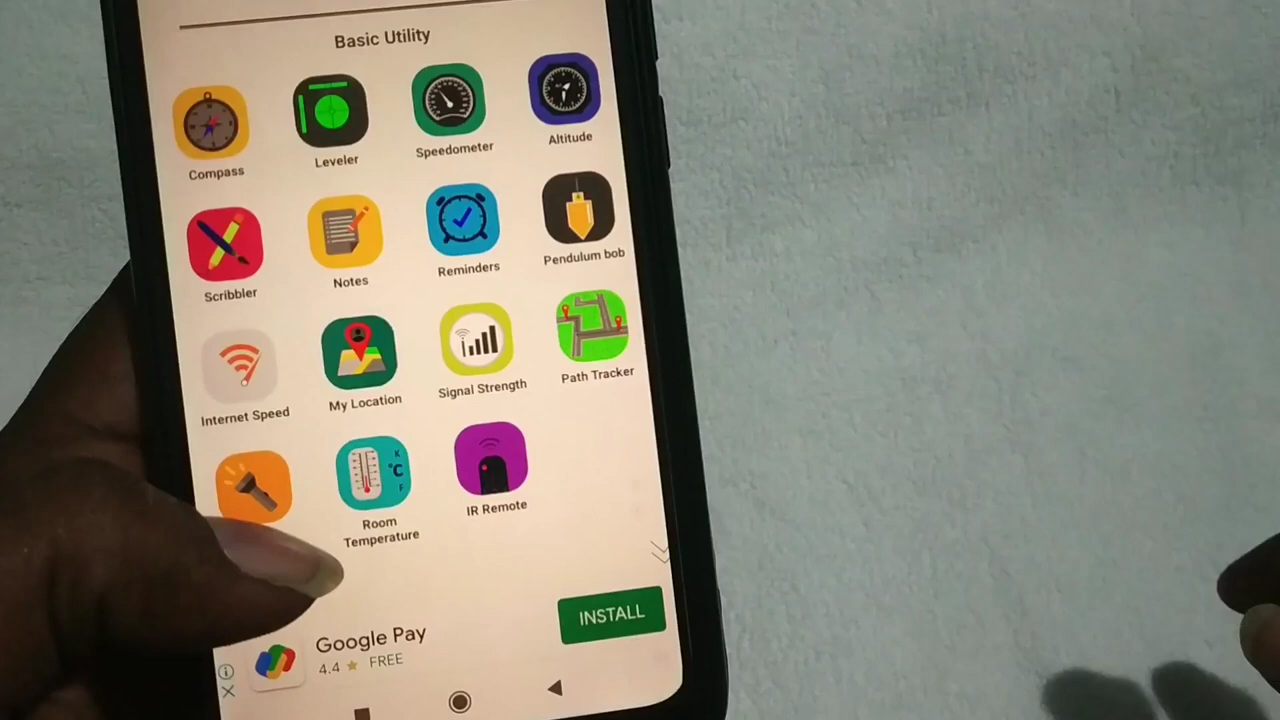 Basic Utility
Compass
Leveler
Speedometer
Altitude
Scribbler
Notes
Reminders
Pendulum bob
Internet Speed
My Location
Signal Strength
Path Tracker
K
°C
F
Room
Temperature
IR Remote
Google Pay
4.4 ★ FREE
INSTALL